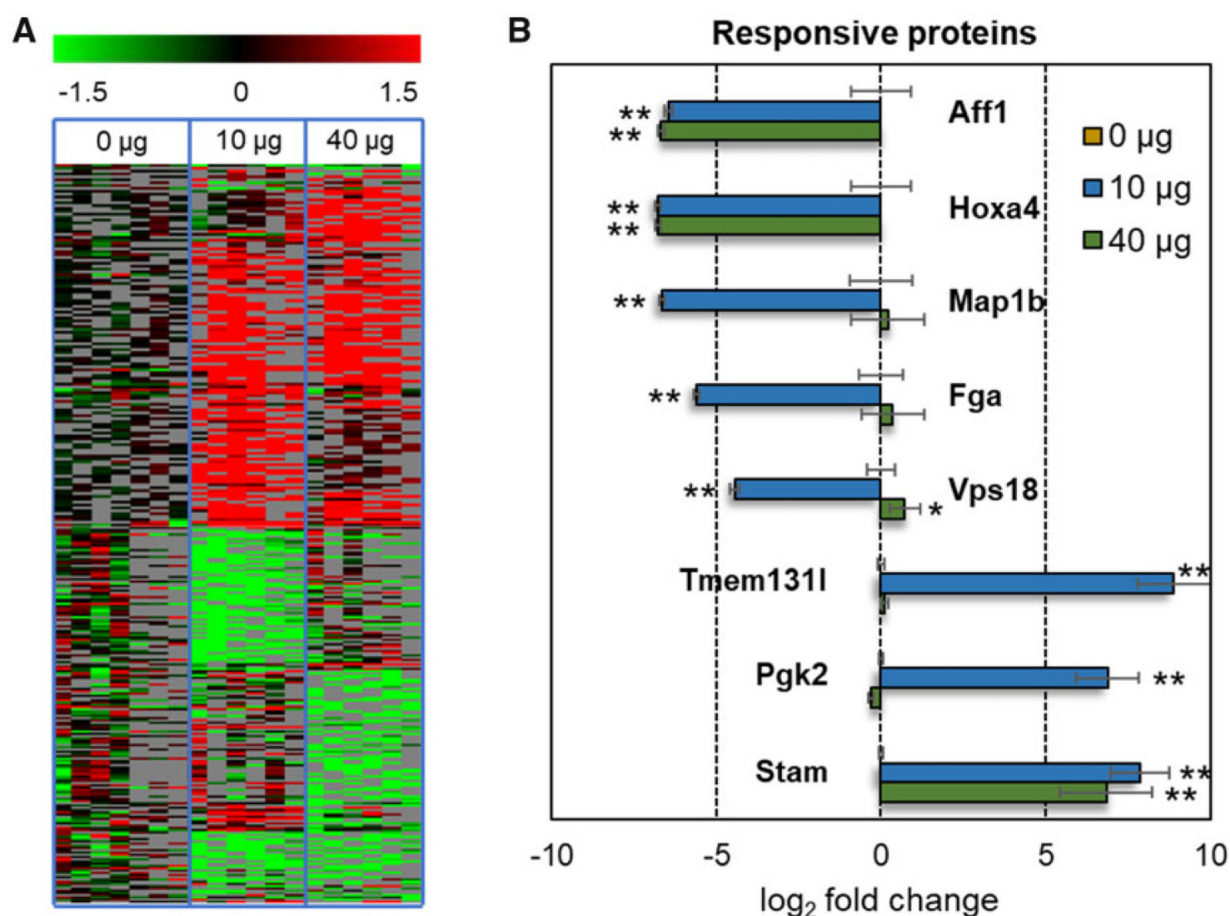 A
-1.5 0 1.5
0 µg 10 µg 40 µg
B
Responsive proteins
** Aff1
**
** Hoxa4
**
** Map1b
** Fga
** Vps18
*
Tmem131l **
Pgk2 **
Stam **
**
0 µg
10 µg
40 µg
-10 -5 0 5 10
log₂ fold change